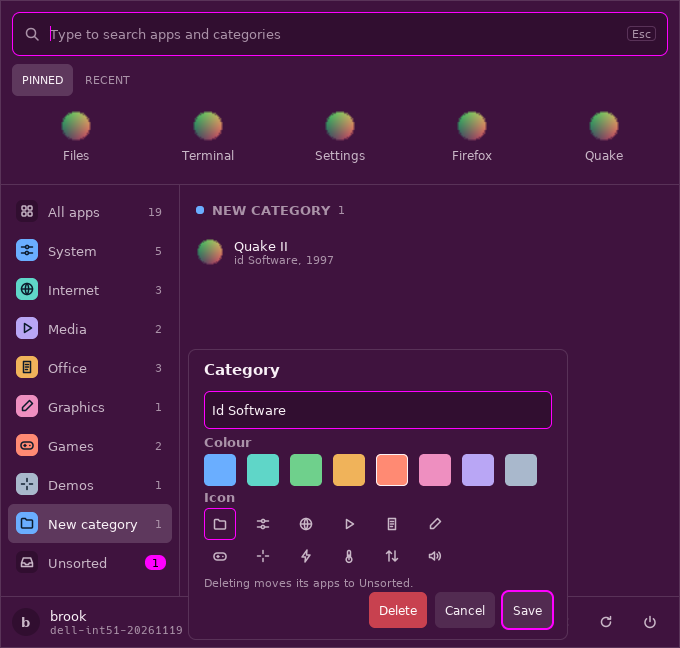 Type to search apps and categories Esc
PINNED RECENT
Files Terminal Settings Firefox Quake
All apps 19
System 5
Internet 3
Media 2
Office 3
Graphics 1
Games 2
Demos 1
New category 1
Unsorted 1
NEW CATEGORY 1
Quake II
id Software, 1997
Category
Id Software
Colour
Icon
Deleting moves its apps to Unsorted.
Delete Cancel Save
b brook
dell-int51-20261119